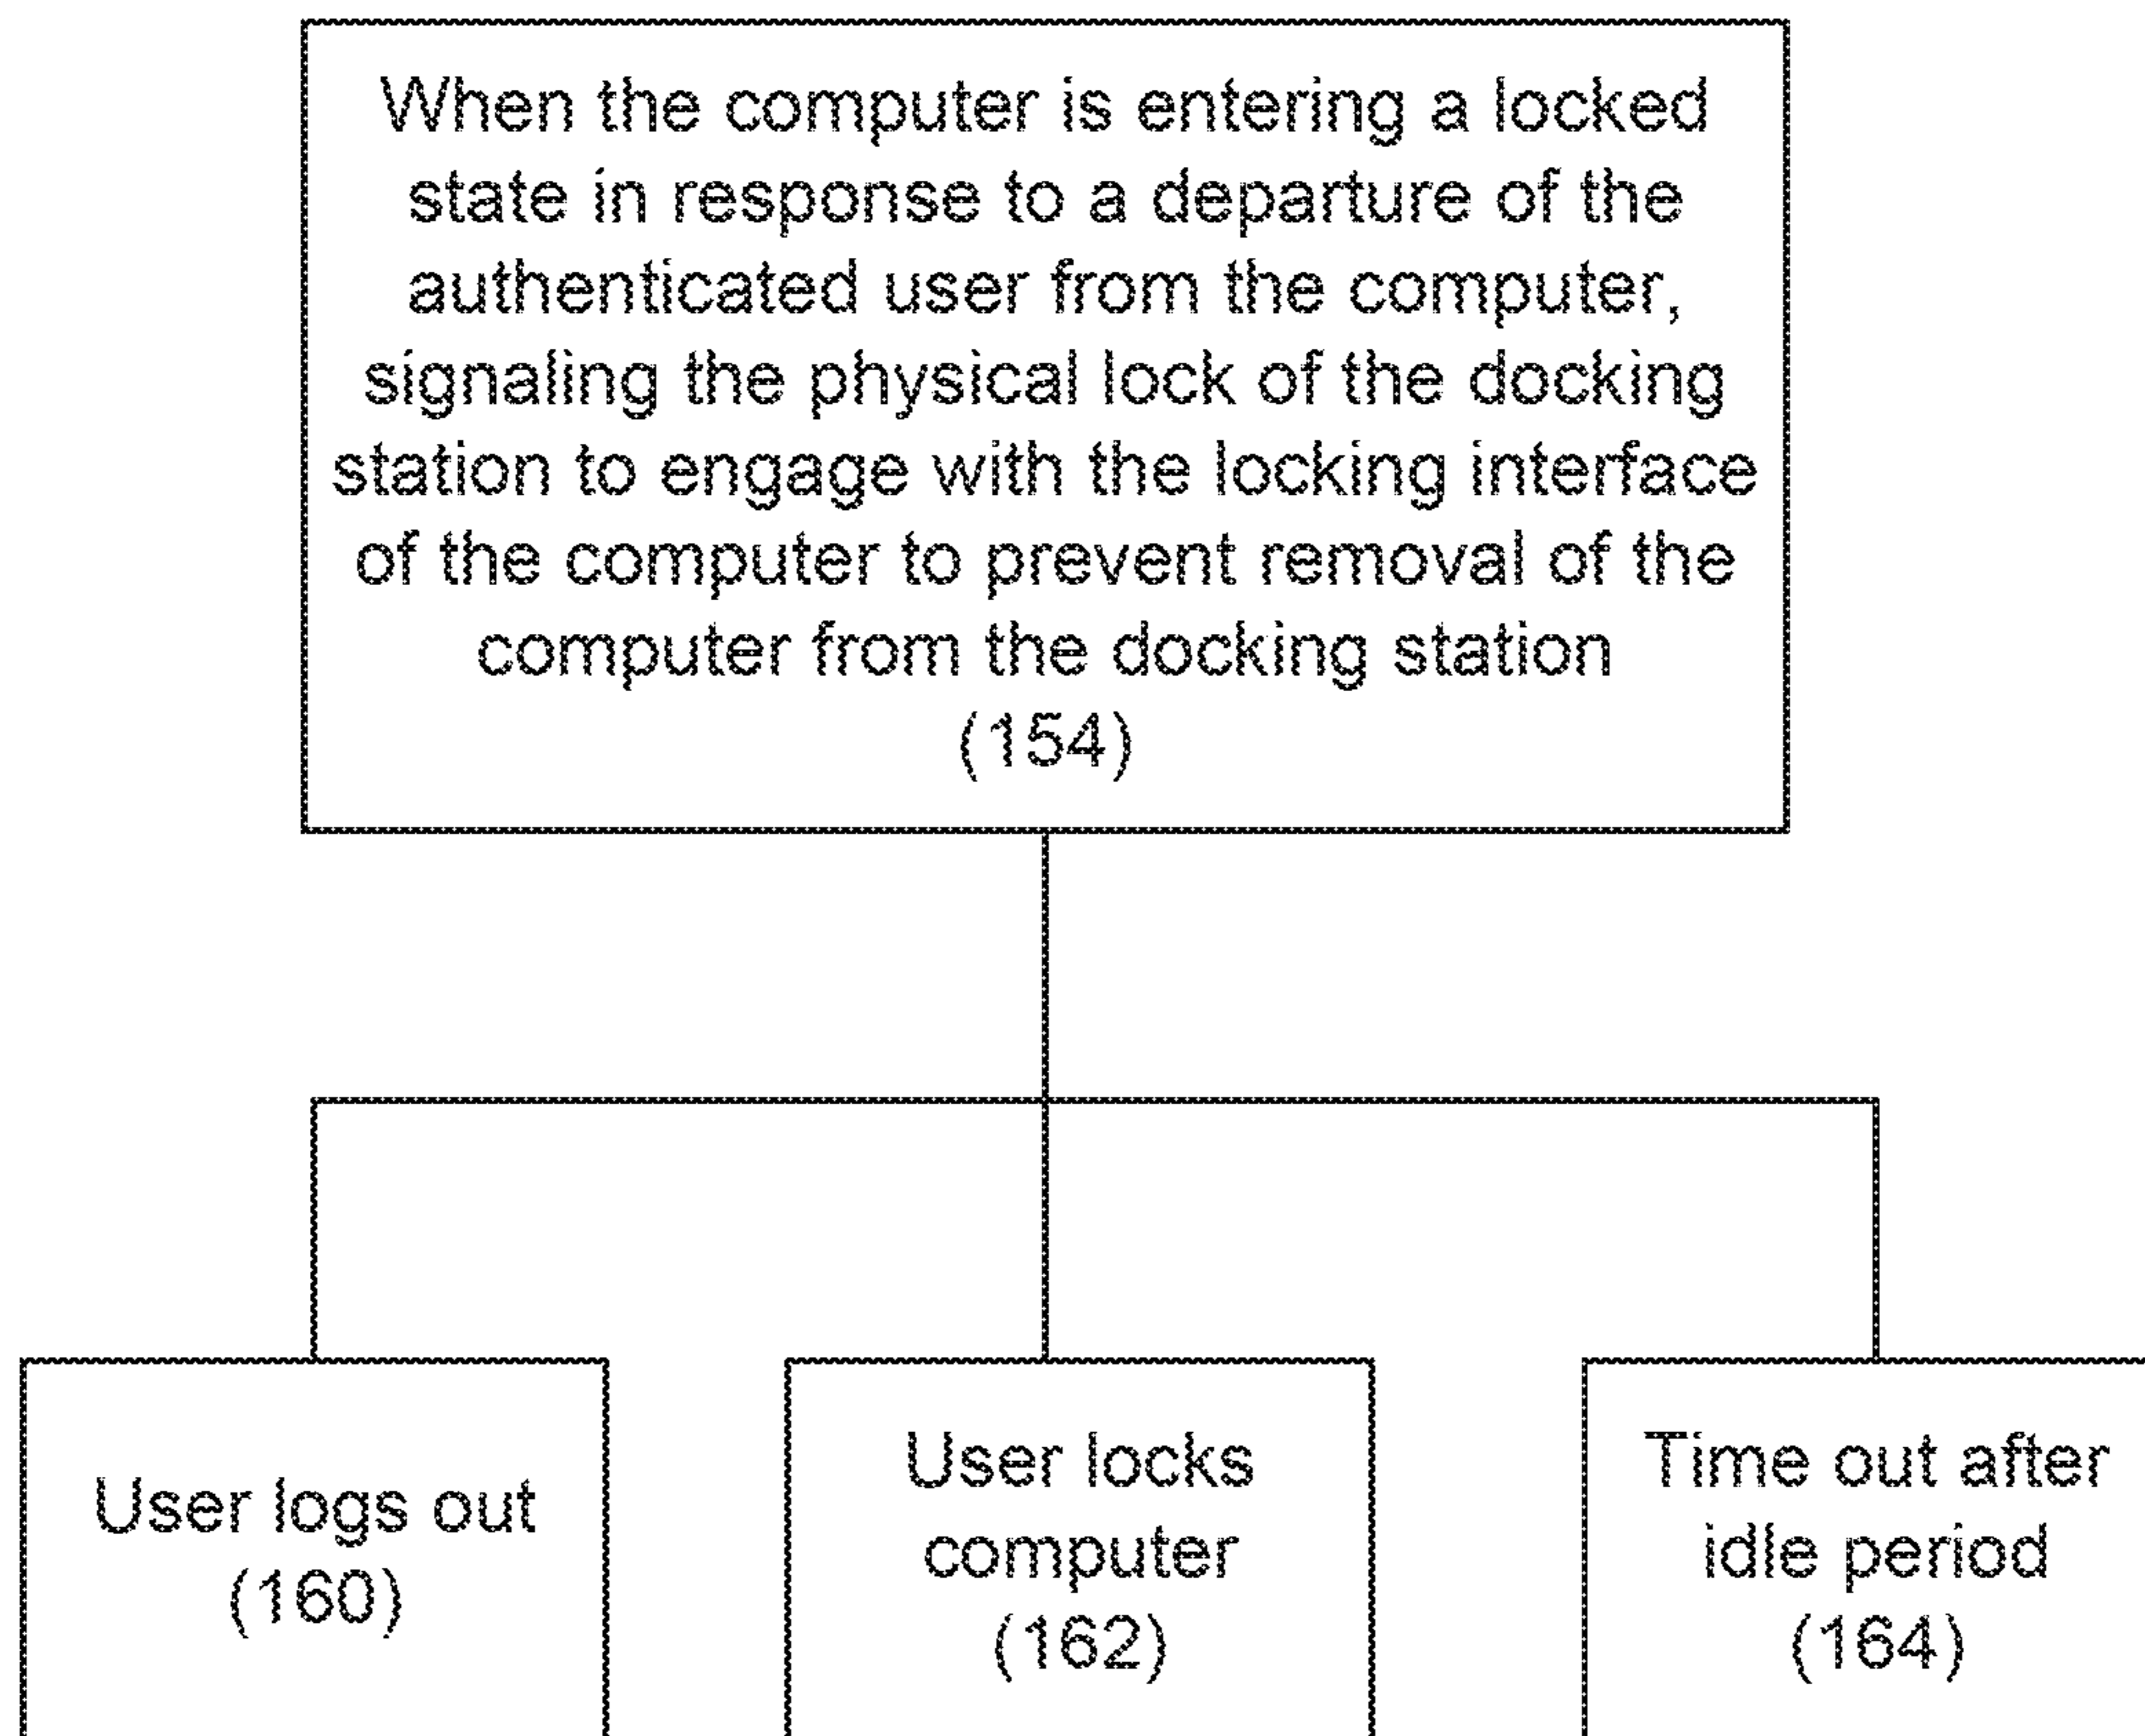 When the computer is entering a locked
state in response to a departure of the
authenticated user from the computer,
signaling the physical lock of the docking
station to engage with the locking interface
of the computer to prevent removal of the
computer from the docking station
(154)
User logs out
(160)
User locks
computer
(162)
Time out after
idle period
(164)